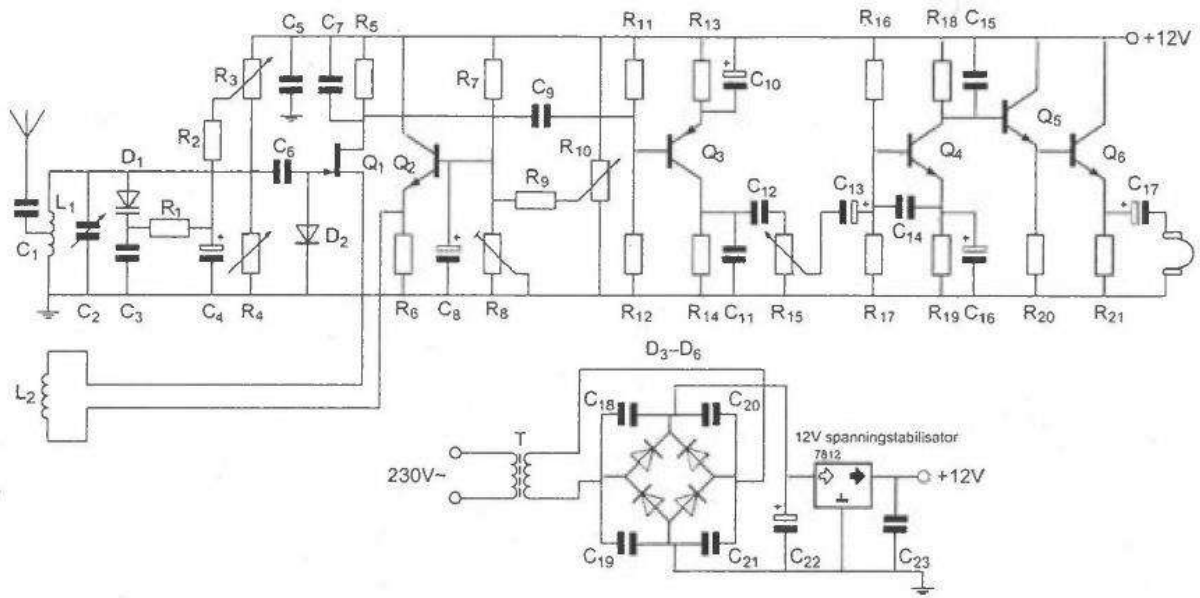 C5 C7 R5 R11 R13 R16 R18 C15
+12V
R3 R7 C9 C10
R2 R10 Q5
D1 C6 Q1 Q2 Q3 Q4 Q6
L1 R1 R9 C12 C13 C17
C1 D2 C14
C2 C3 C4 R4 R6 C8 R8 R12 R14 C11 R15 R17 R19 C16 R20 R21
D3–D6
L2
C18 C20
T
12V spanningstabilisator
7812
230V~
+12V
C19 C21 C22 C23